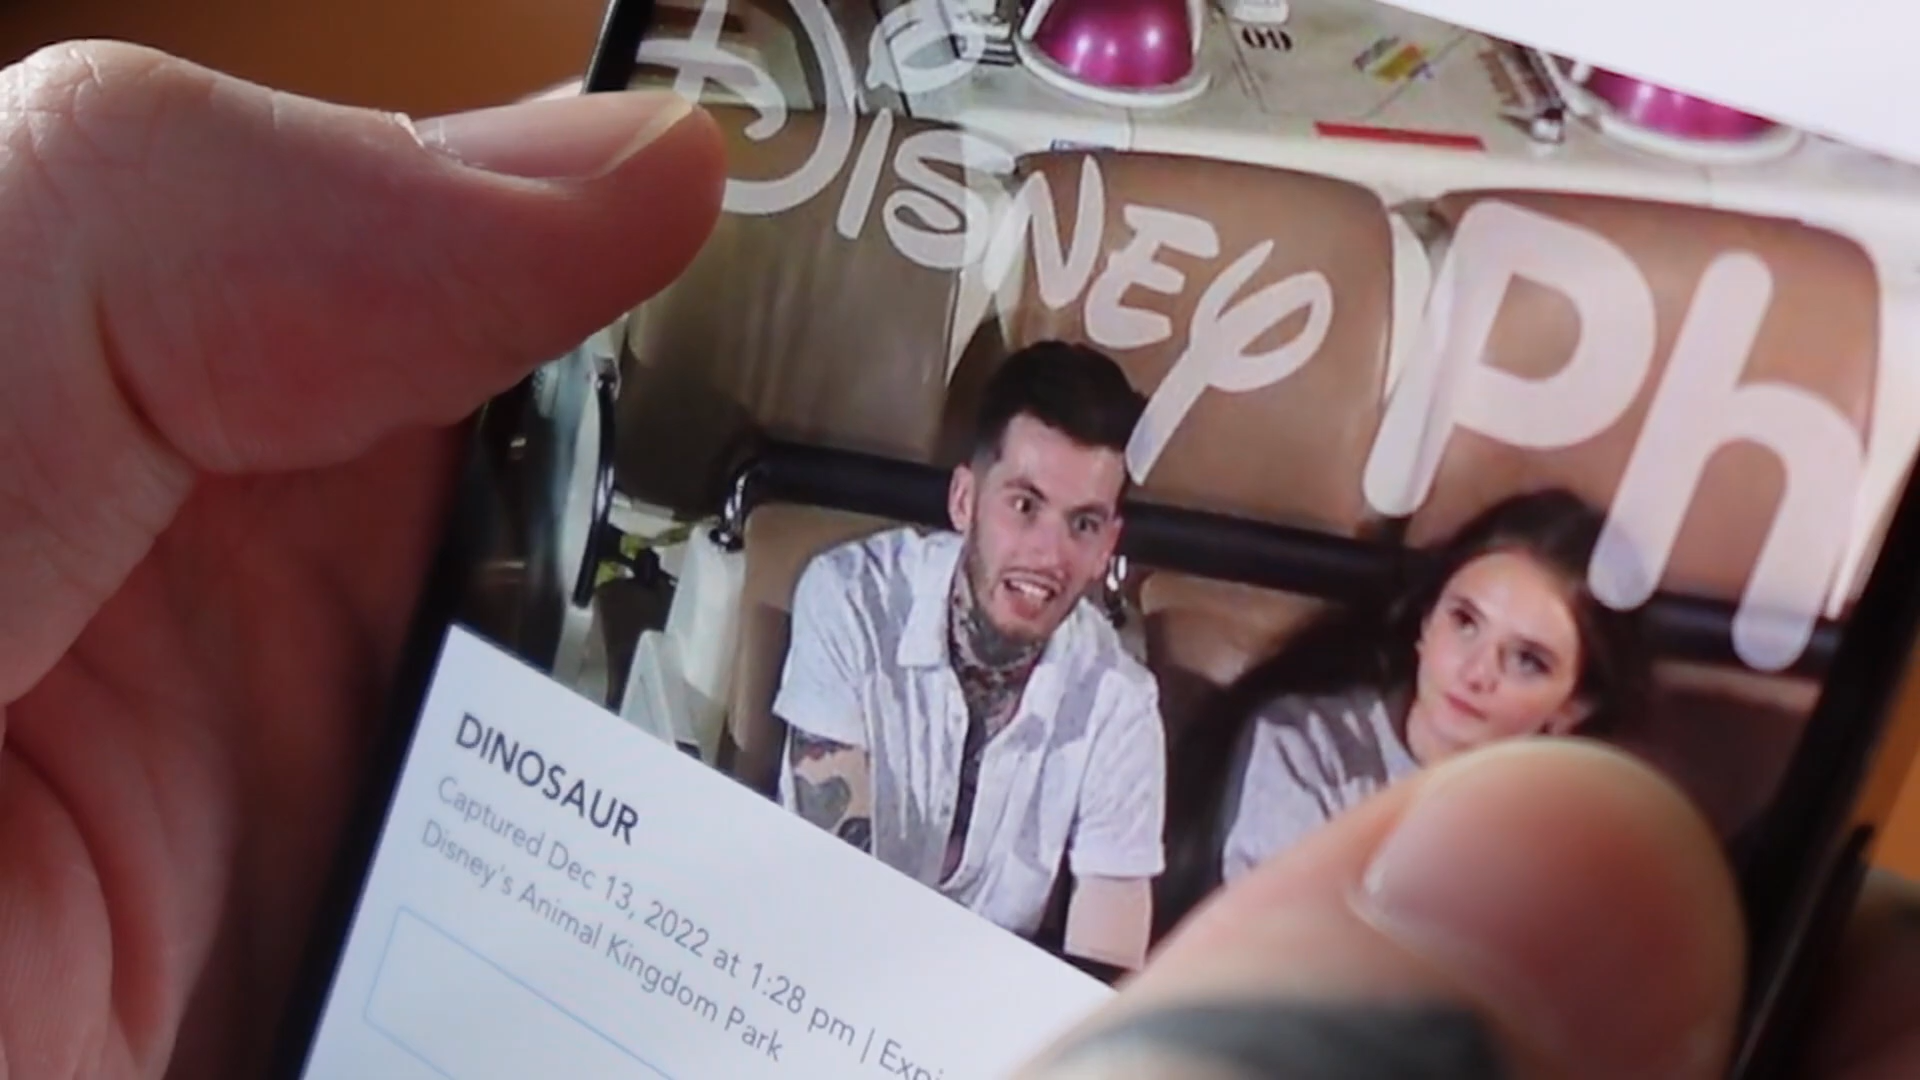 DISNEY Ph
DINOSAUR
Captured Dec 13, 2022 at 1:28 pm | Expi
Disney's Animal Kingdom Park